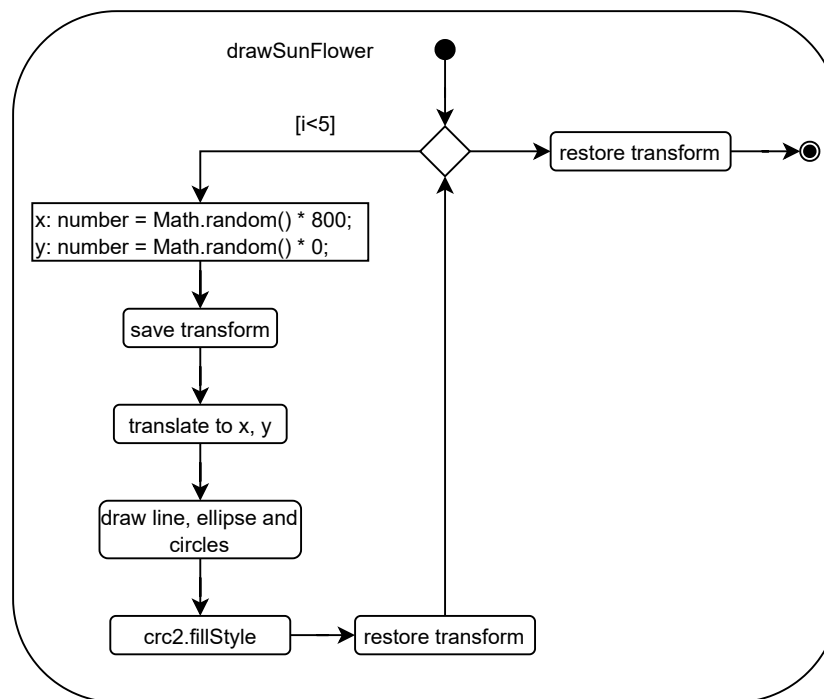 drawSunFlower
[i<5]
restore transform
x: number = Math.random() * 800;
y: number = Math.random() * 0;
save transform
translate to x, y
draw line, ellipse and
circles
crc2.fillStyle
restore transform